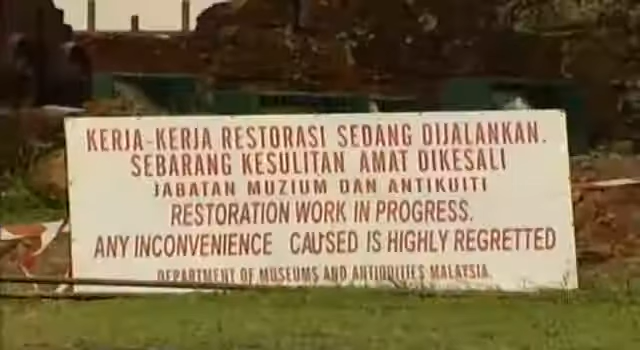 KERJA-KERJA RESTORASI SEDANG DIJALANKAN.
SEBARANG KESULITAN AMAT DIKESALI
JABATAN MUZIUM DAN ANTIKUITI
RESTORATION WORK IN PROGRESS.
ANY INCONVENIENCE CAUSED IS HIGHLY REGRETTED
DEPARTMENT OF MUSEUMS AND ANTIQUITIES MALAYSIA.